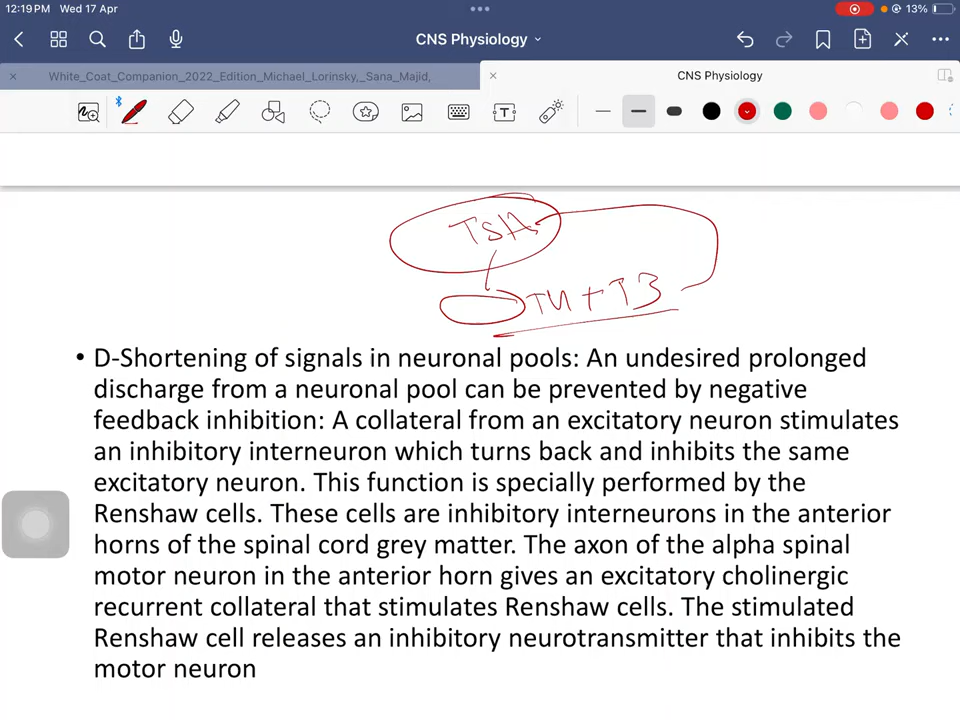 12:19 PM Wed 17 Apr 13%
CNS Physiology
White_Coat_Companion_2022_Edition_Michael_Lorinsky,_Sana_Majid,
CNS Physiology
TSH
T4 + T3
• D-Shortening of signals in neuronal pools: An undesired prolonged
discharge from a neuronal pool can be prevented by negative
feedback inhibition: A collateral from an excitatory neuron stimulates
an inhibitory interneuron which turns back and inhibits the same
excitatory neuron. This function is specially performed by the
Renshaw cells. These cells are inhibitory interneurons in the anterior
horns of the spinal cord grey matter. The axon of the alpha spinal
motor neuron in the anterior horn gives an excitatory cholinergic
recurrent collateral that stimulates Renshaw cells. The stimulated
Renshaw cell releases an inhibitory neurotransmitter that inhibits the
motor neuron